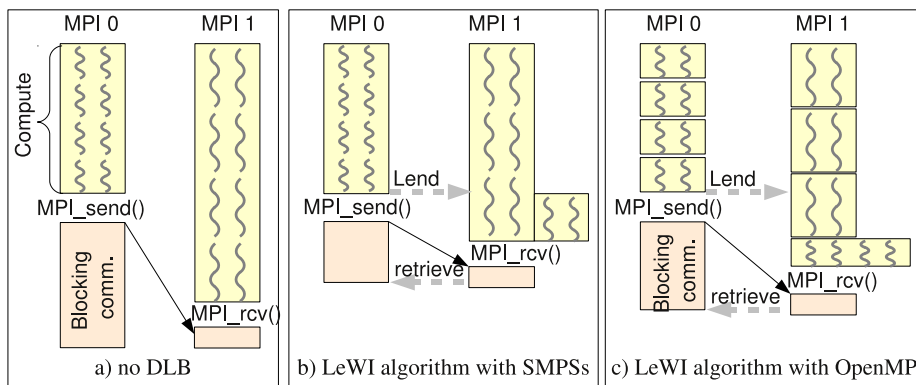 MPI 0 MPI 1
Compute
MPI_send()
Blocking comm.
MPI_rcv()
a) no DLB
MPI 0 MPI 1
Lend
MPI_send()
MPI_rcv()
retrieve
b) LeWI algorithm with SMPSs
MPI 0 MPI 1
Lend
MPI_send()
Blocking comm.
MPI_rcv()
retrieve
c) LeWI algorithm with OpenMP